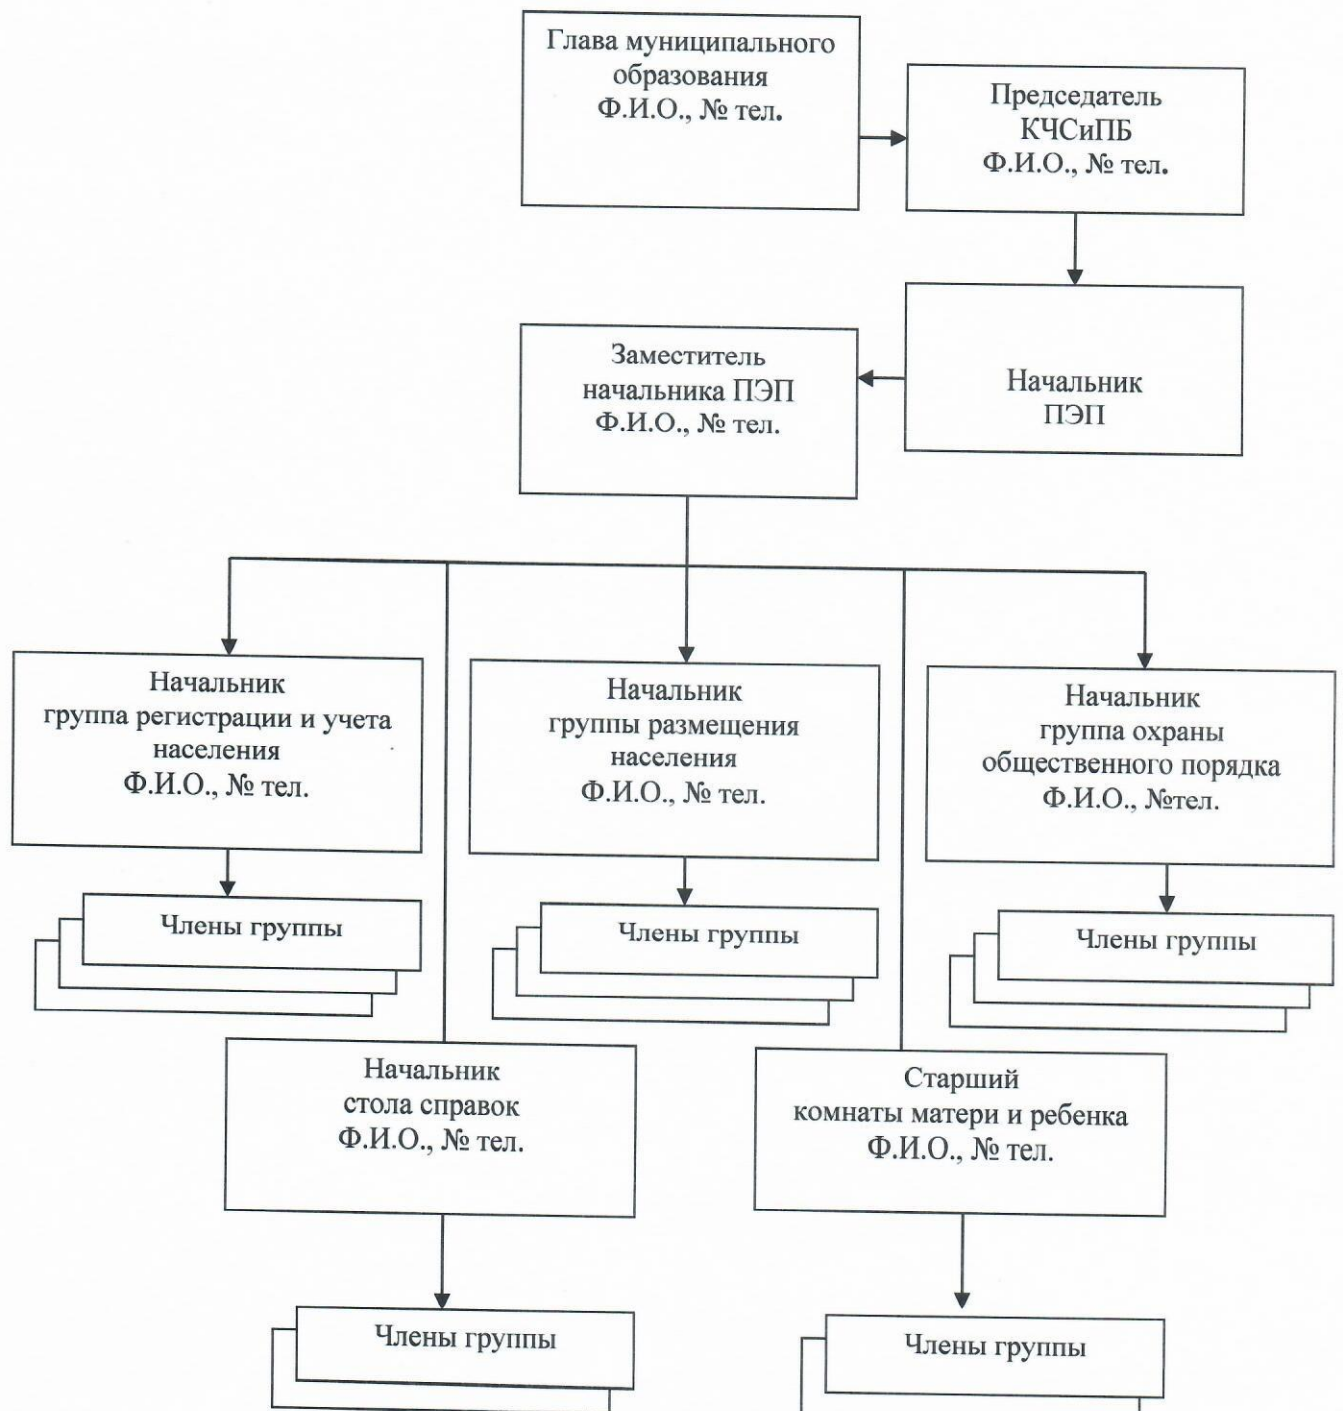 Глава муниципального
образования
Ф.И.О., № тел.
Председатель
КЧСиПБ
Ф.И.О., № тел.
Начальник
ПЭП
Заместитель
начальника ПЭП
Ф.И.О., № тел.
Начальник
группа регистрации и учета
населения
Ф.И.О., № тел.
Начальник
группы размещения
населения
Ф.И.О., № тел.
Начальник
группа охраны
общественного порядка
Ф.И.О., №тел.
Члены группы
Члены группы
Члены группы
Начальник
стола справок
Ф.И.О., № тел.
Старший
комнаты матери и ребенка
Ф.И.О., № тел.
Члены группы
Члены группы